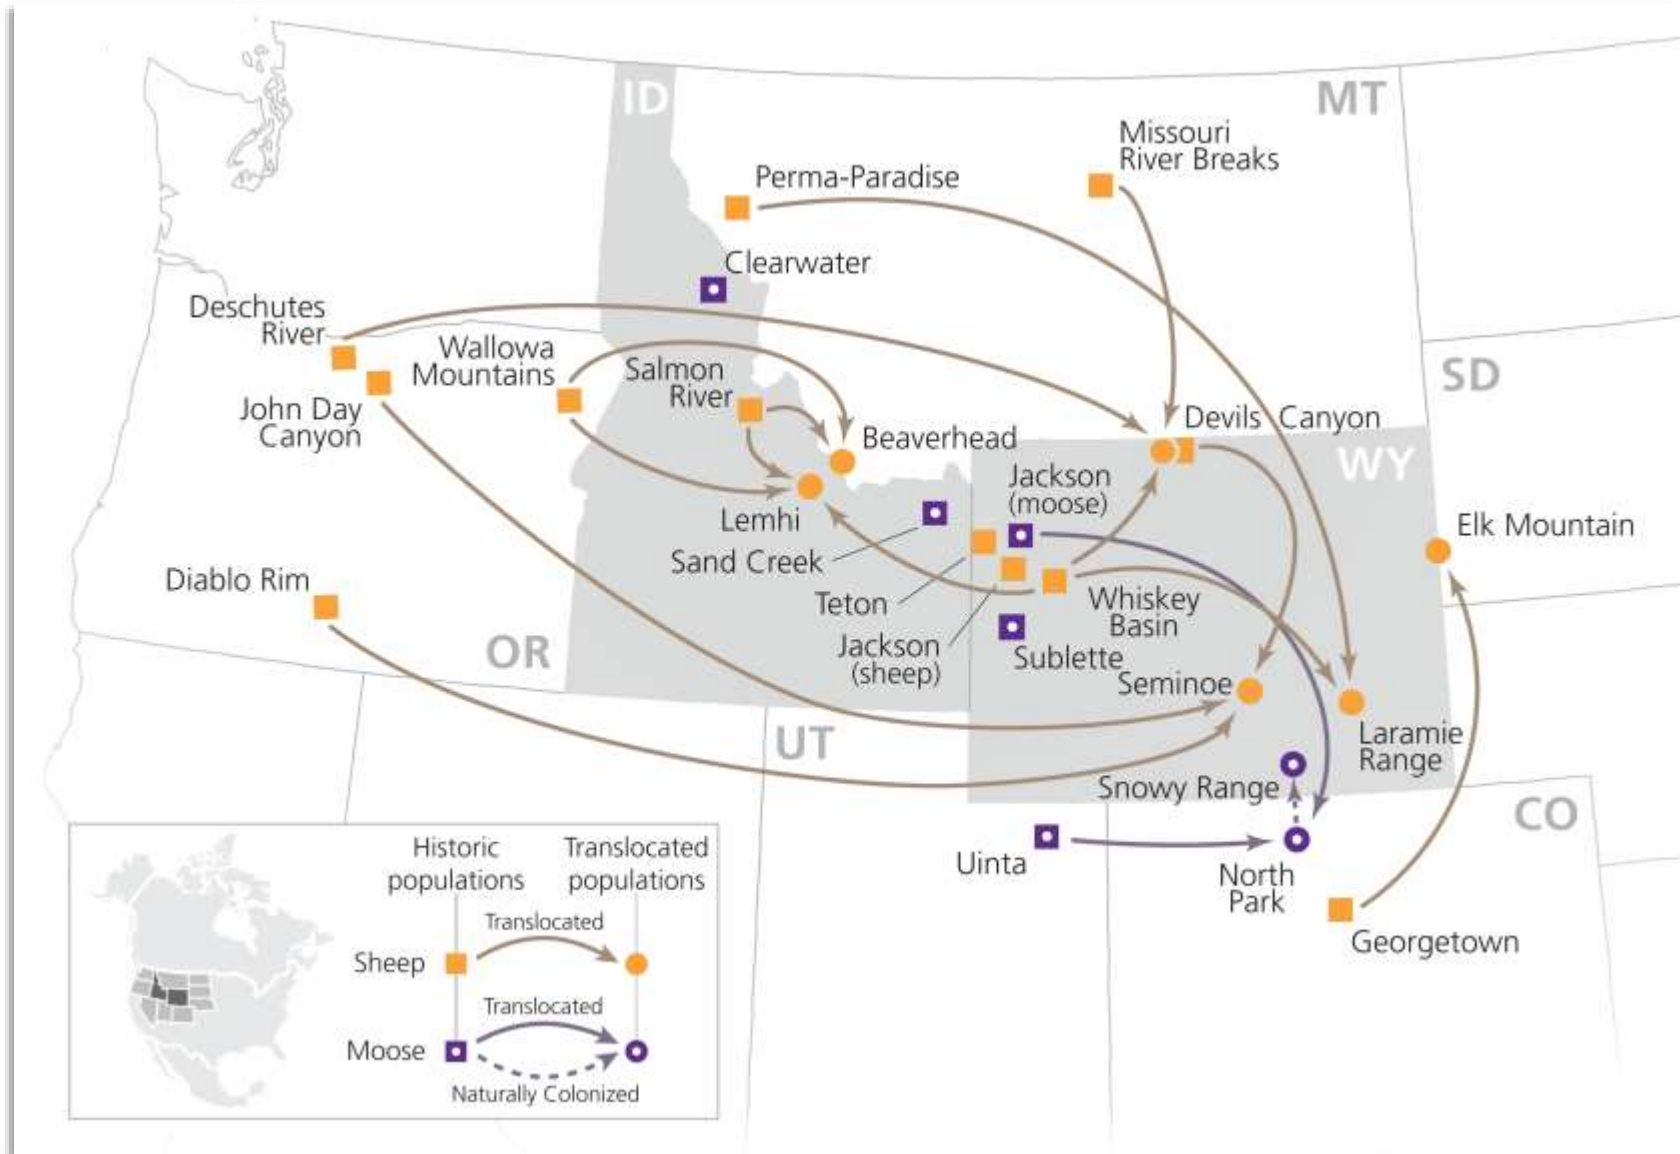 ID
MT
Missouri
River Breaks
Perma-Paradise
Clearwater
Deschutes
River
Wallowa
Mountains
Salmon
River
SD
John Day
Canyon
Beaverhead
Devils Canyon
WY
Jackson
(moose)
Lemhi
Elk Mountain
Sand Creek
Diablo Rim
Teton
Whiskey
Basin
OR
Jackson
(sheep)
Sublette
Seminoe
UT
Laramie
Range
Snowy Range
CO
Uinta
North
Park
Georgetown
Historic
populations
Translocated
populations
Translocated
Sheep
Translocated
Moose
Naturally Colonized